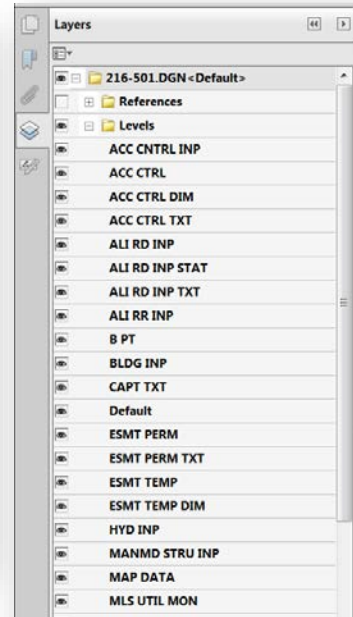 Layers
216-501.DGN<Default>
References
Levels
ACC CNTRL INP
ACC CTRL
ACC CTRL DIM
ACC CTRL TXT
ALI RD INP
ALI RD INP STAT
ALI RD INP TXT
ALI RR INP
B PT
BLDG INP
CAPT TXT
Default
ESMT PERM
ESMT PERM TXT
ESMT TEMP
ESMT TEMP DIM
HYD INP
MANMD STRU INP
MAP DATA
MLS UTIL MON